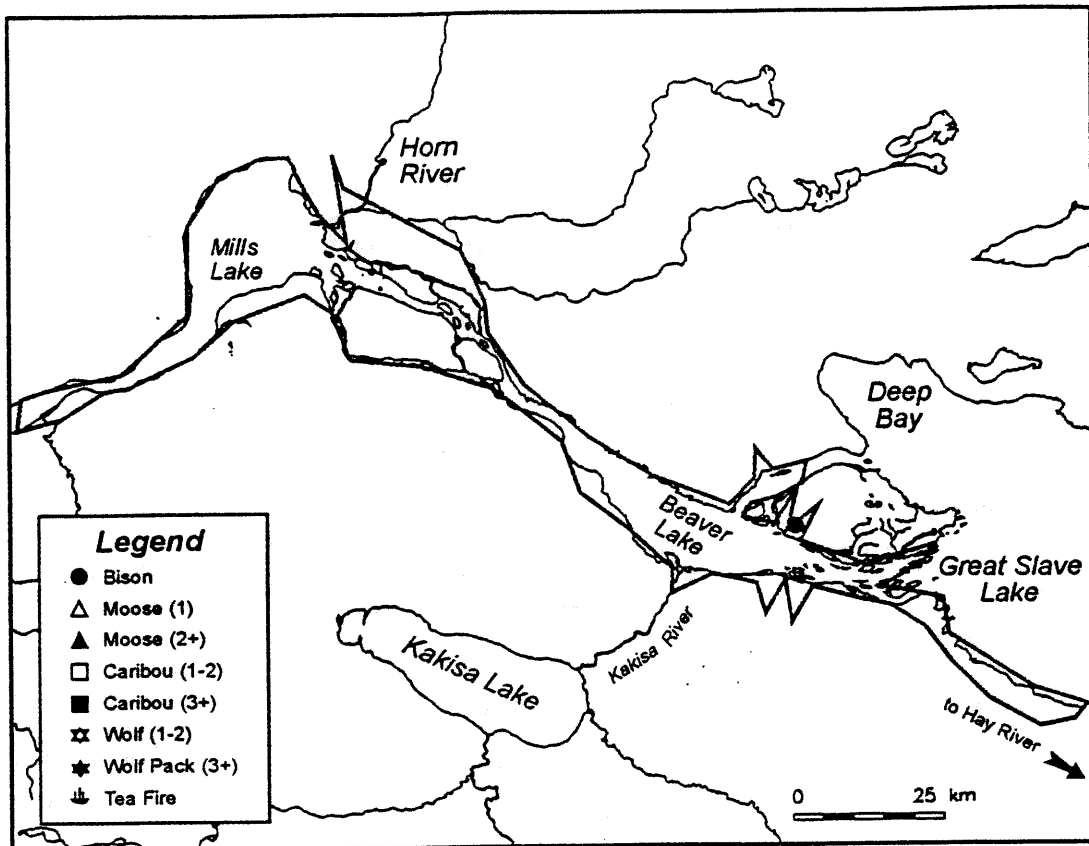 Horn
River
Mills
Lake
Deep
Bay
Beaver
Lake
Great Slave
Lake
Kakisa River
Kakisa Lake
to Hay River
Legend
Bison
Moose (1)
Moose (2+)
Caribou (1-2)
Caribou (3+)
Wolf (1-2)
Wolf Pack (3+)
Tea Fire
0 25 km